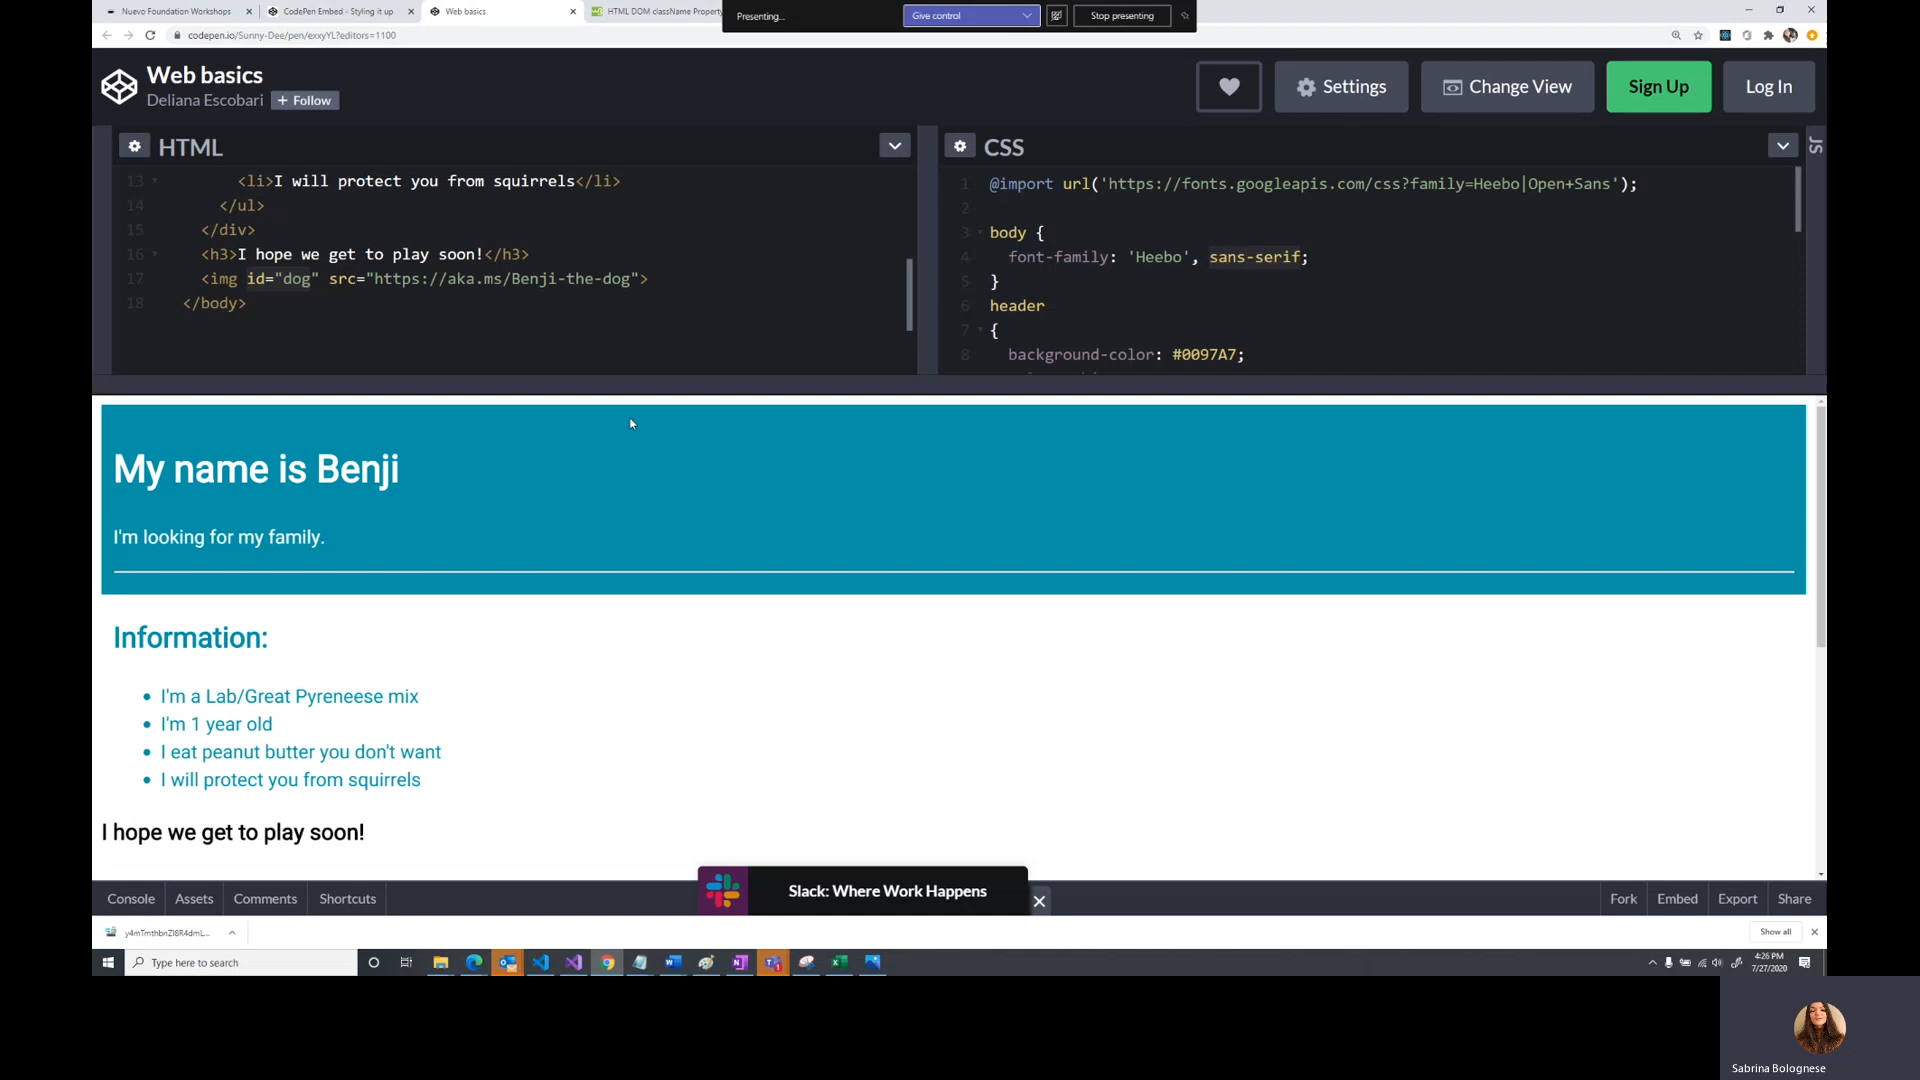 Nuevo Foundation Workshops
CodePen Embed - Styling it up
Web basics
HTML DOM className Property
Presenting...
Give control
Stop presenting
codepen.io/Sunny-Dee/pen/exxyYL?editors=1100
Web basics
Deliana Escobari
+ Follow
Settings
Change View
Sign Up
Log In
HTML
13 <li>I will protect you from squirrels</li>
14 </ul>
15 </div>
16 <h3>I hope we get to play soon!</h3>
17 <img id="dog" src="https://aka.ms/Benji-the-dog">
18 </body>
CSS
JS
1 @import url('https://fonts.googleapis.com/css?family=Heebo|Open+Sans');
2
3 body {
4 font-family: 'Heebo', sans-serif;
5 }
6 header
7 {
8 background-color: #0097A7;
My name is Benji
I'm looking for my family.
Information:
• I'm a Lab/Great Pyreneese mix
• I'm 1 year old
• I eat peanut butter you don't want
• I will protect you from squirrels
I hope we get to play soon!
Console
Assets
Comments
Shortcuts
Slack: Where Work Happens
Fork
Embed
Export
Share
Show all
Type here to search
4:26 PM
7/27/2020
Sabrina Bolognese